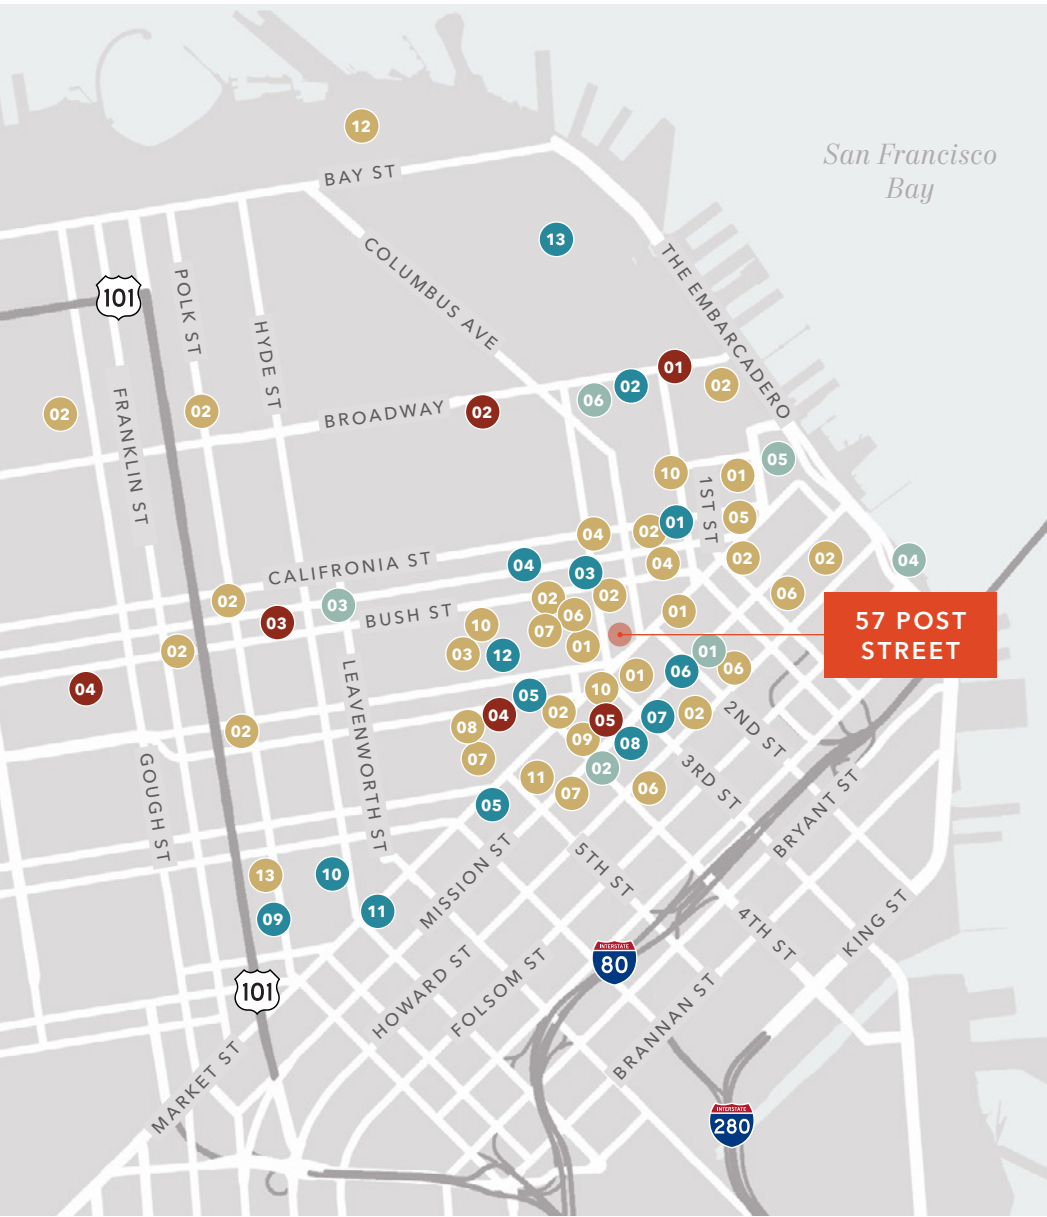 12
San Francisco
Bay
BAY ST
13
COLUMBUS AVE
THE EMBARCADERO
POLK ST
101
HYDE ST
01
02
02
06
02
FRANKLIN ST
02
02
BROADWAY
02
05
10
01
1ST ST
05
01
02
04
CALIFRONIA ST
04
03
04
02
02
04
02
03
BUSH ST
02
02
06
01
06
57 POST
STREET
03
10
07
01
02
03
12
01
06
06
04
LEAVENWORTH ST
01
10
05
04
02
05
07
02
2ND ST
02
08
09
08
07
02
3RD ST
GOUGH ST
11
07
06
05
BRYANT ST
MISSION ST
5TH ST
13
10
11
09
4TH ST
KING ST
INTERSTATE
80
101
HOWARD ST
FOLSOM ST
BRANNAN ST
MARKET ST
INTERSTATE
280